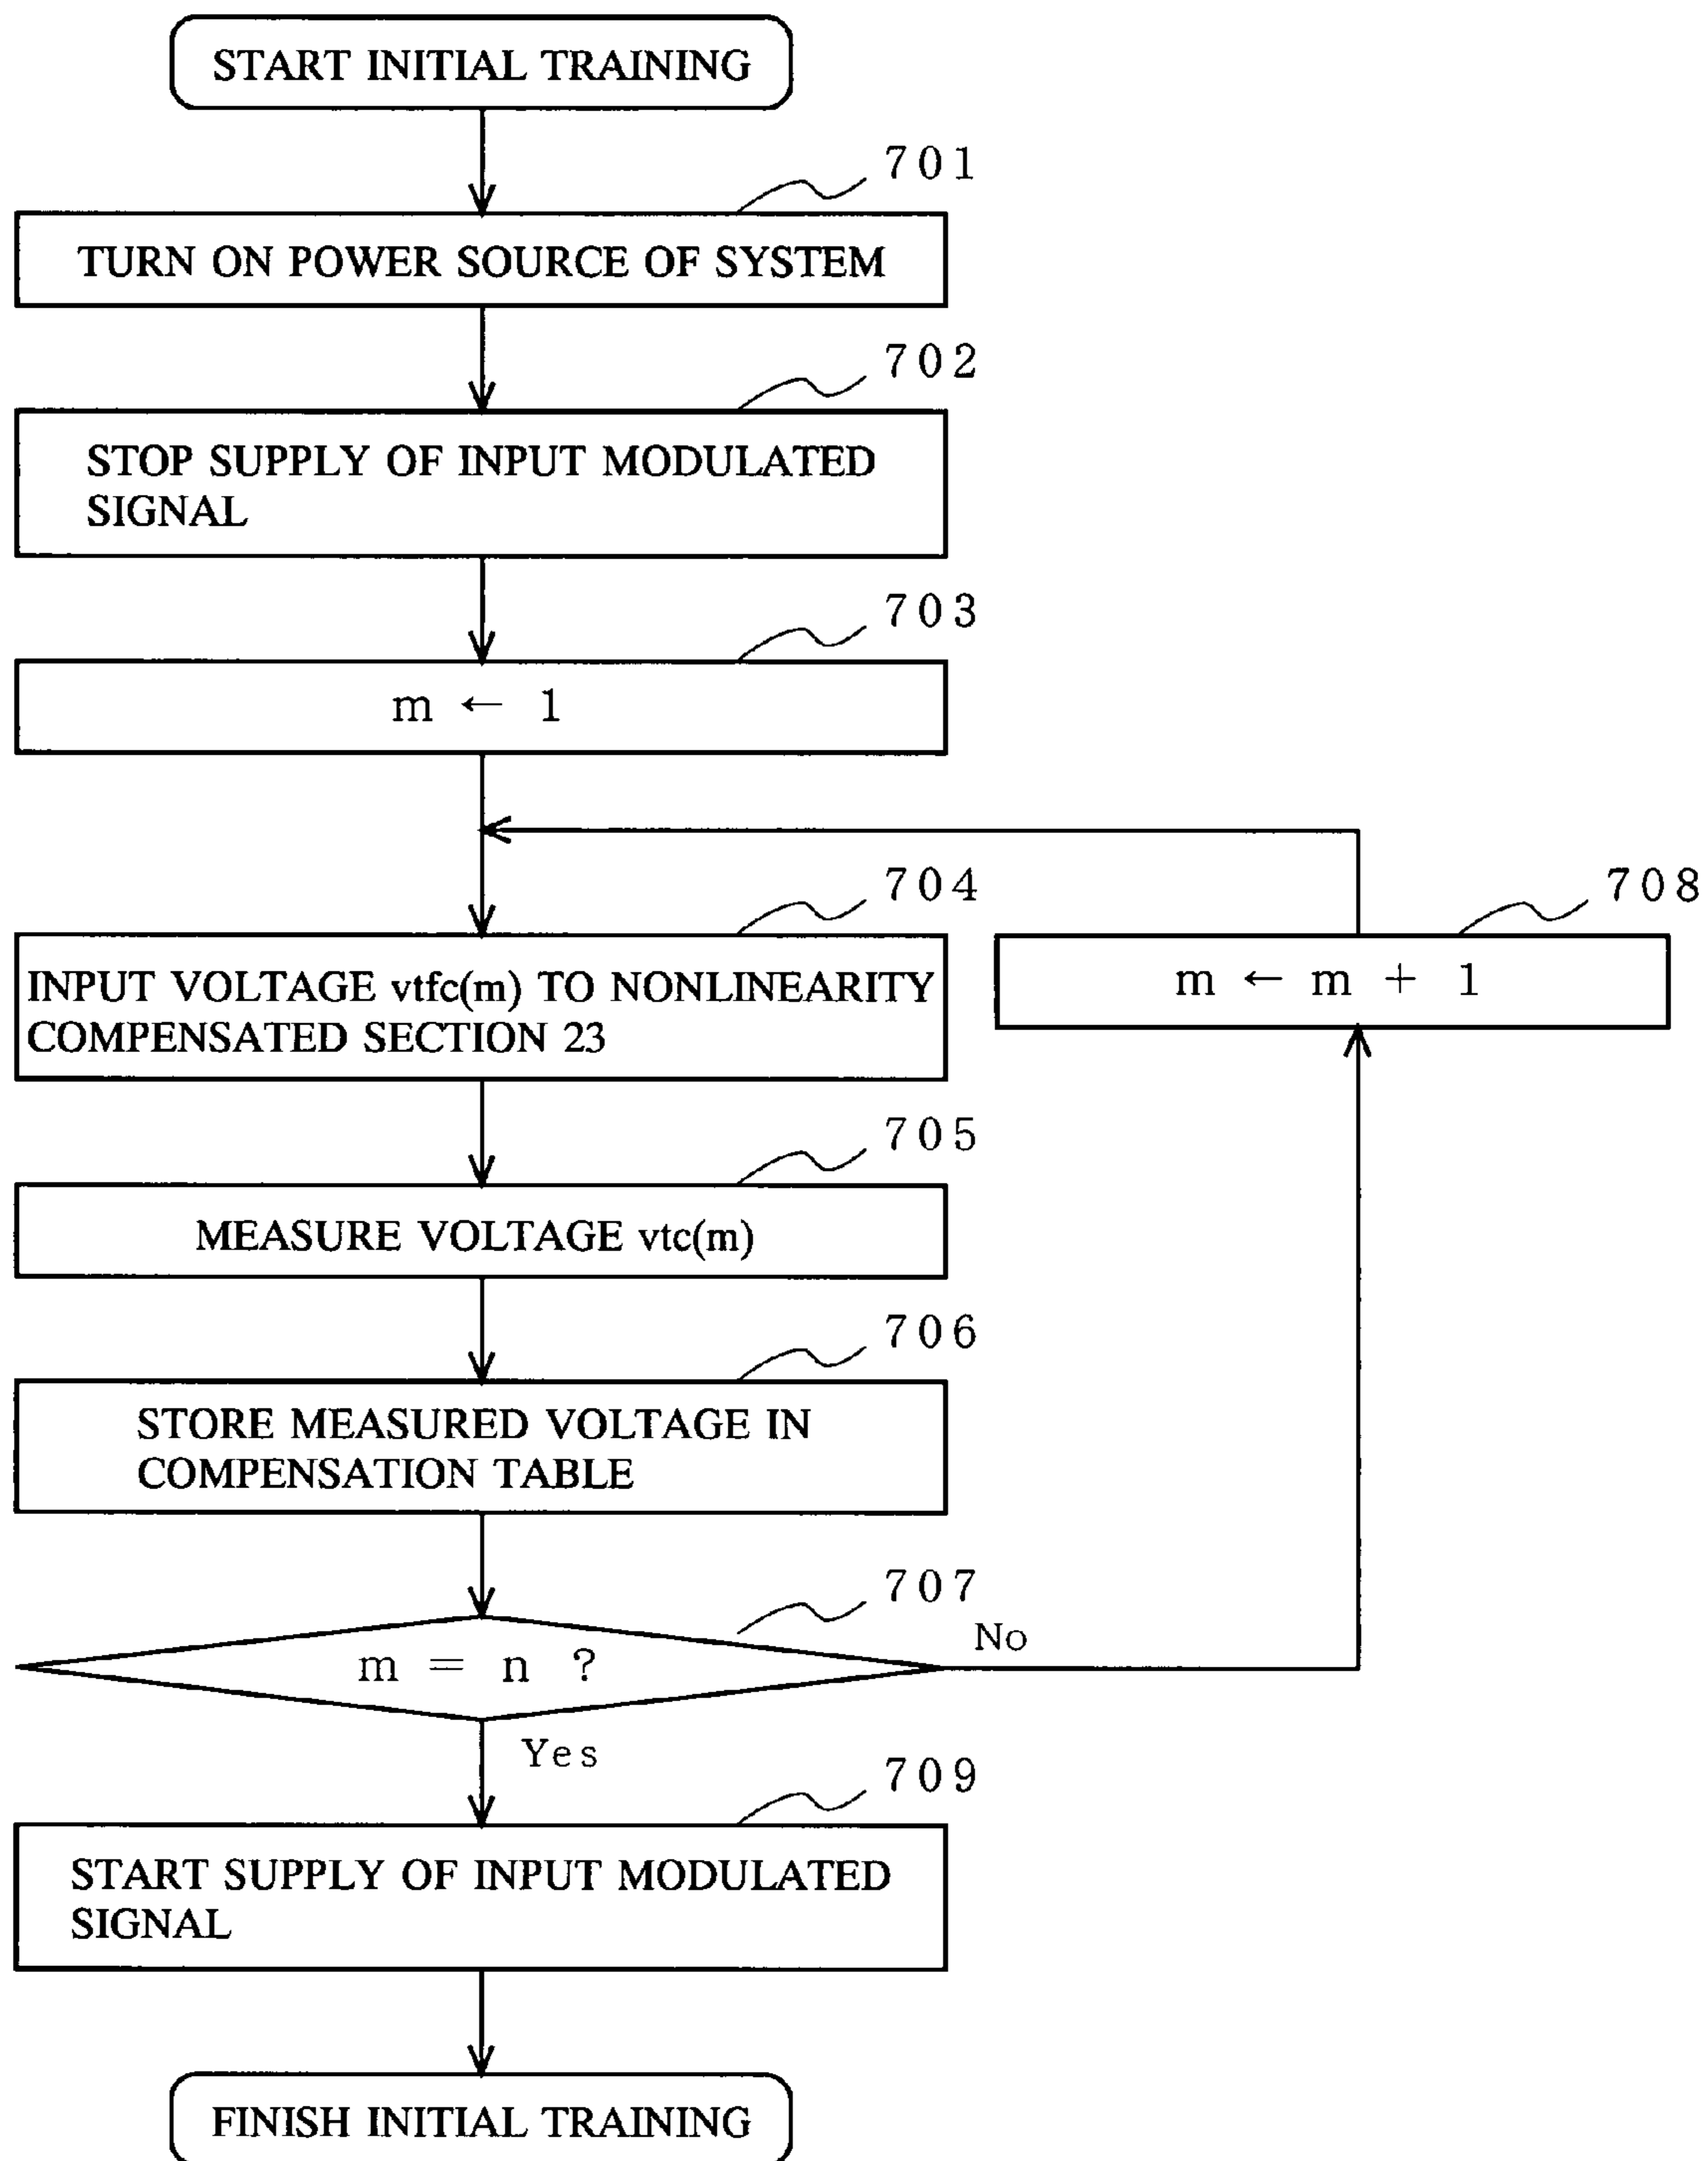 START INITIAL TRAINING
701
TURN ON POWER SOURCE OF SYSTEM
702
STOP SUPPLY OF INPUT MODULATED
SIGNAL
703
m ← 1
704
INPUT VOLTAGE vtfc(m) TO NONLINEARITY
COMPENSATED SECTION 23
708
m ← m + 1
705
MEASURE VOLTAGE vtc(m)
706
STORE MEASURED VOLTAGE IN
COMPENSATION TABLE
707
m = n ?
No
Yes
709
START SUPPLY OF INPUT MODULATED
SIGNAL
FINISH INITIAL TRAINING